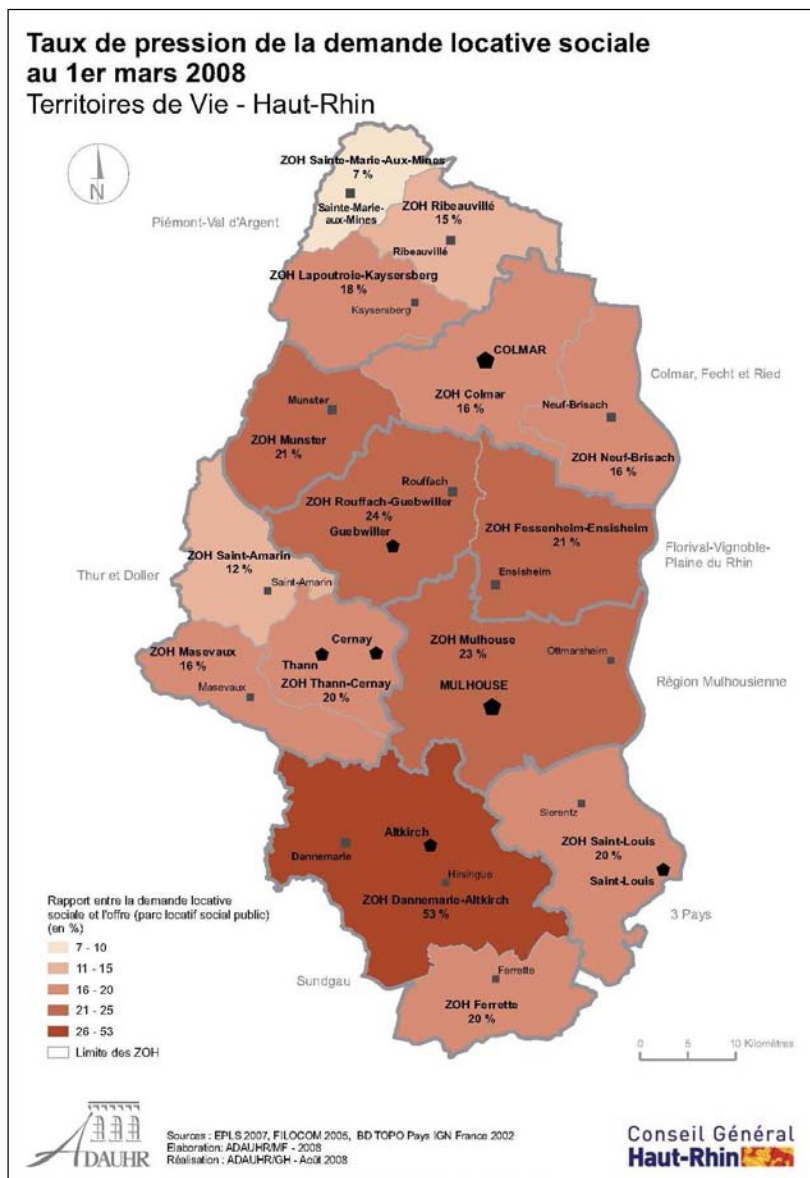 Taux de pression de la demande locative sociale
au 1er mars 2008
Territoires de Vie - Haut-Rhin
N
ZOH Sainte-Marie-Aux-Mines
7 %
Sainte-Marie-
aux-Mines
Piémont-Val d'Argent
ZOH Ribeauvillé
15 %
Ribeauvillé
ZOH Lapoutroie-Kaysersberg
18 %
Kaysersberg
COLMAR
ZOH Colmar
16 %
Colmar, Fecht et Ried
Neuf-Brisach
ZOH Neuf-Brisach
16 %
Munster
ZOH Munster
21 %
Rouffach
ZOH Rouffach-Guebwiller
24 %
Guebwiller
ZOH Fessenheim-Ensisheim
21 %
Ensisheim
Florival-Vignoble-
Plaine du Rhin
ZOH Saint-Amarin
12 %
Saint-Amarin
Thur et Doller
ZOH Masevaux
16 %
Masevaux
Cernay
Thann
ZOH Thann-Cernay
20 %
ZOH Mulhouse
23 %
Ottmarsheim
MULHOUSE
Région Mulhousienne
Sierentz
ZOH Saint-Louis
20 %
Saint-Louis
3 Pays
Altkirch
Dannemarie
Hirsingue
ZOH Dannemarie-Altkirch
53 %
Sundgau
Ferrette
ZOH Ferrette
20 %
Rapport entre la demande locative
sociale et l'offre (parc locatif social public)
(en %)
7 - 10
11 - 15
16 - 20
21 - 25
26 - 53
Limite des ZOH
0 5 10 Kilomètres
ADAUHR
Sources : EPLS 2007, FILOCOM 2005, BD TOPO Pays IGN France 2002
Elaboration: ADAUHR/MF - 2008
Réalisation : ADAUHR/GH - Août 2008
Conseil Général
Haut-Rhin